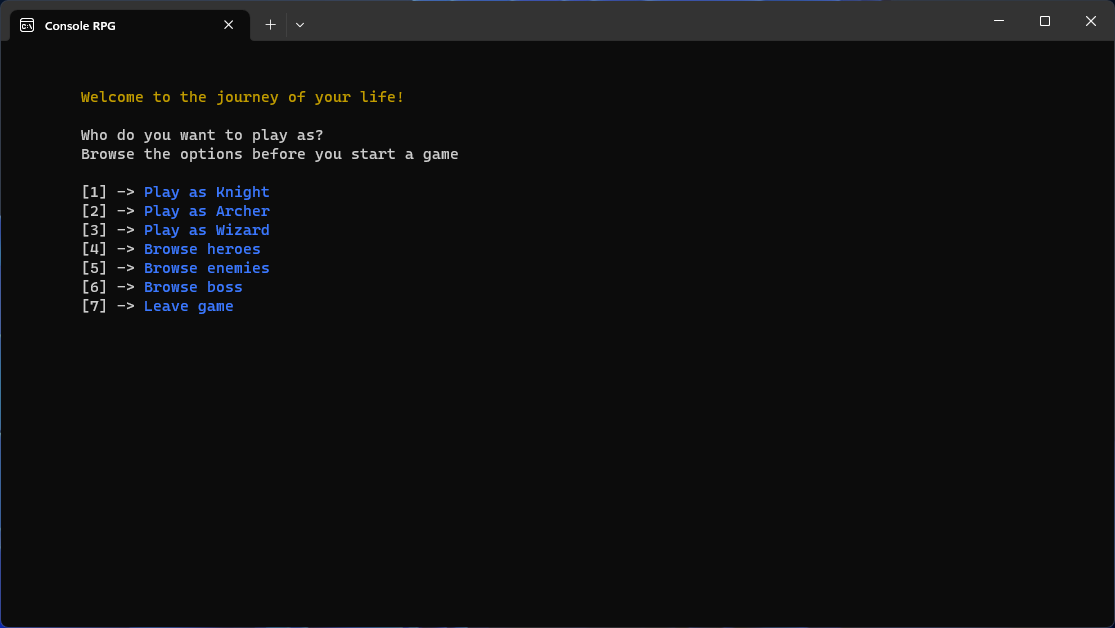 Console RPG
Welcome to the journey of your life!
Who do you want to play as?
Browse the options before you start a game
[1] -> Play as Knight
[2] -> Play as Archer
[3] -> Play as Wizard
[4] -> Browse heroes
[5] -> Browse enemies
[6] -> Browse boss
[7] -> Leave game